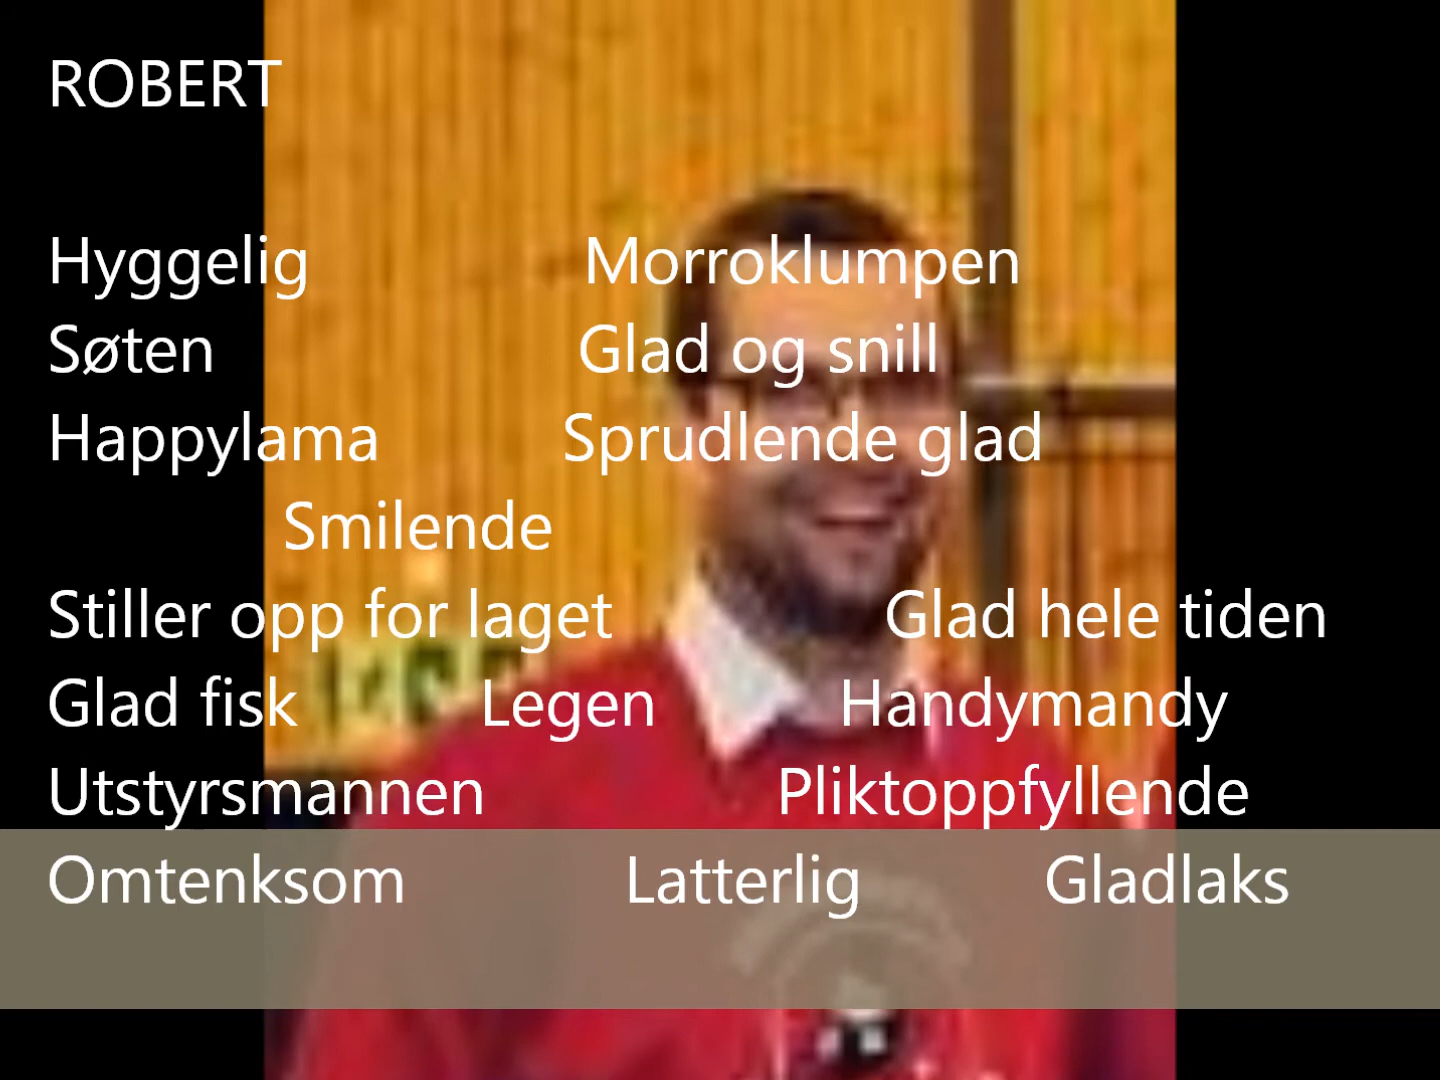 ROBERT
Hyggelig Morroklumpen
Søten Glad og snill
Happylama Sprudlende glad
Smilende
Stiller opp for laget Glad hele tiden
Glad fisk Legen Handymandy
Utstyrsmannen Pliktoppfyllende
Omtenksom Latterlig Gladlaks